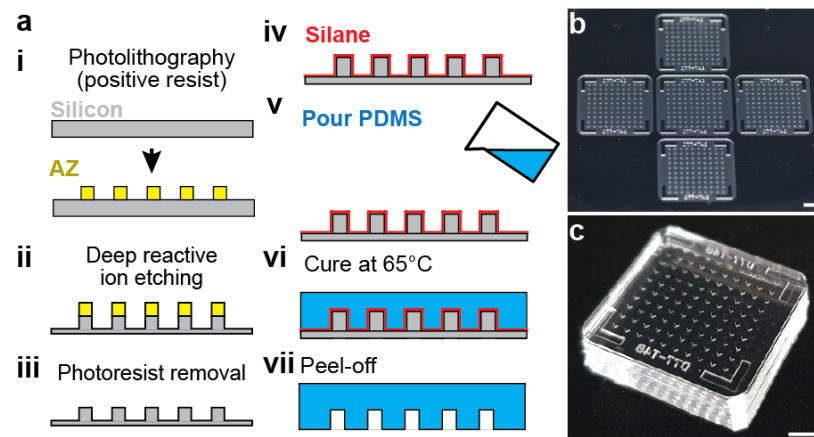 a
i
Photolithography
(positive resist)
Silicon
AZ
ii
Deep reactive
ion etching
iii
Photoresist removal
iv
Silane
v
Pour PDMS
vi
Cure at 65°C
vii
Peel-off
b
c